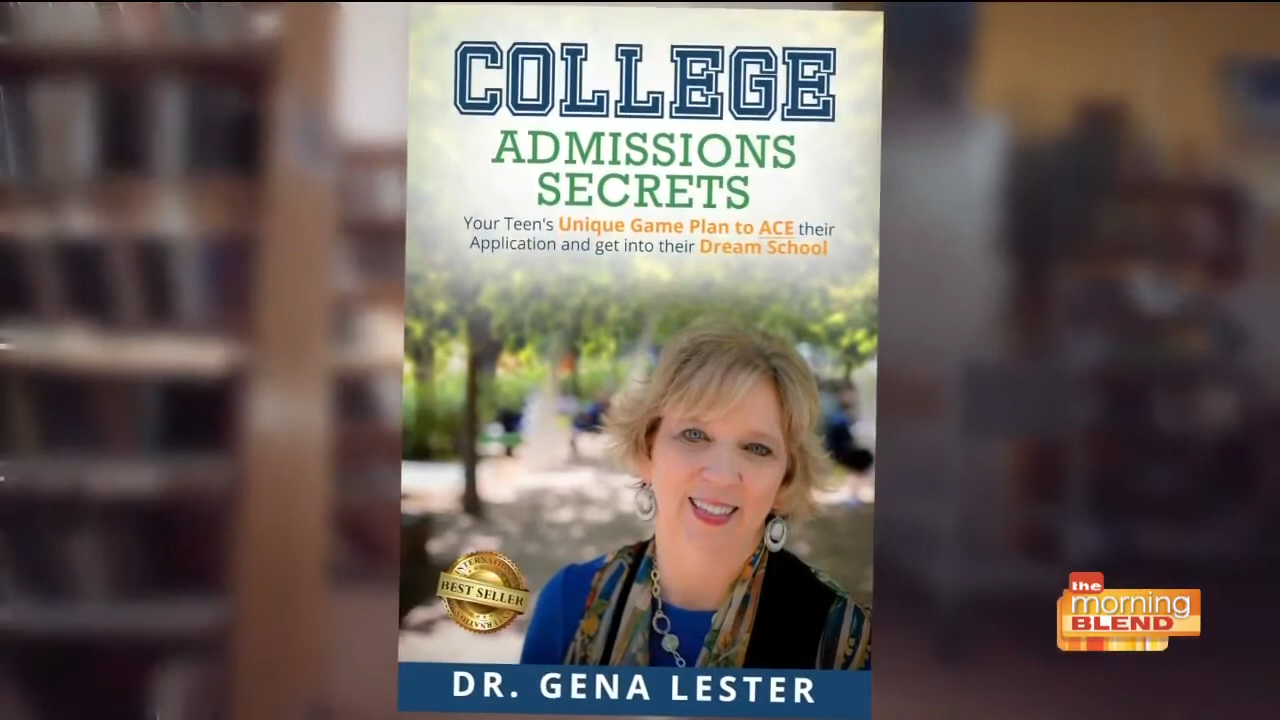 COLLEGE
ADMISSIONS
SECRETS
Your Teen's Unique Game Plan to ACE their
Application and get into their Dream School
BEST SELLER
DR. GENA LESTER
the
morning
BLEND